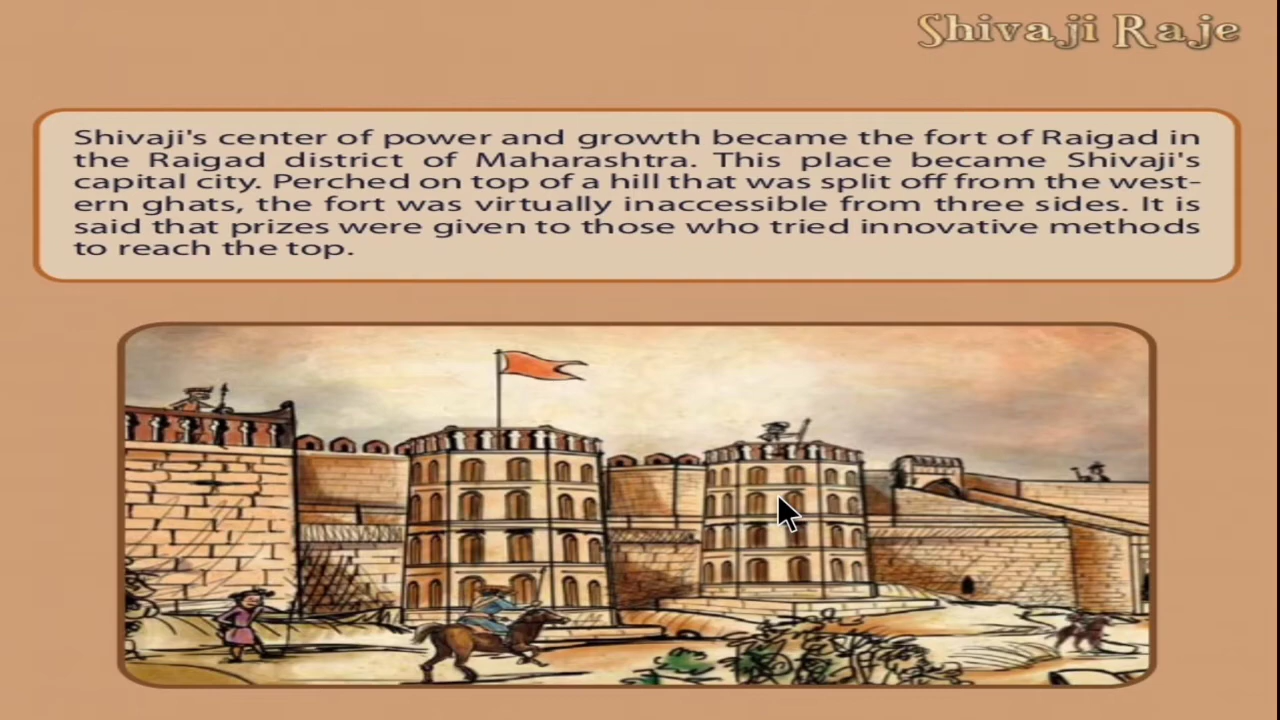 Shivaji Raje
Shivaji's center of power and growth became the fort of Raigad in
the Raigad district of Maharashtra. This place became Shivaji's
capital city. Perched on top of a hill that was split off from the west-
ern ghats, the fort was virtually inaccessible from three sides. It is
said that prizes were given to those who tried innovative methods
to reach the top.